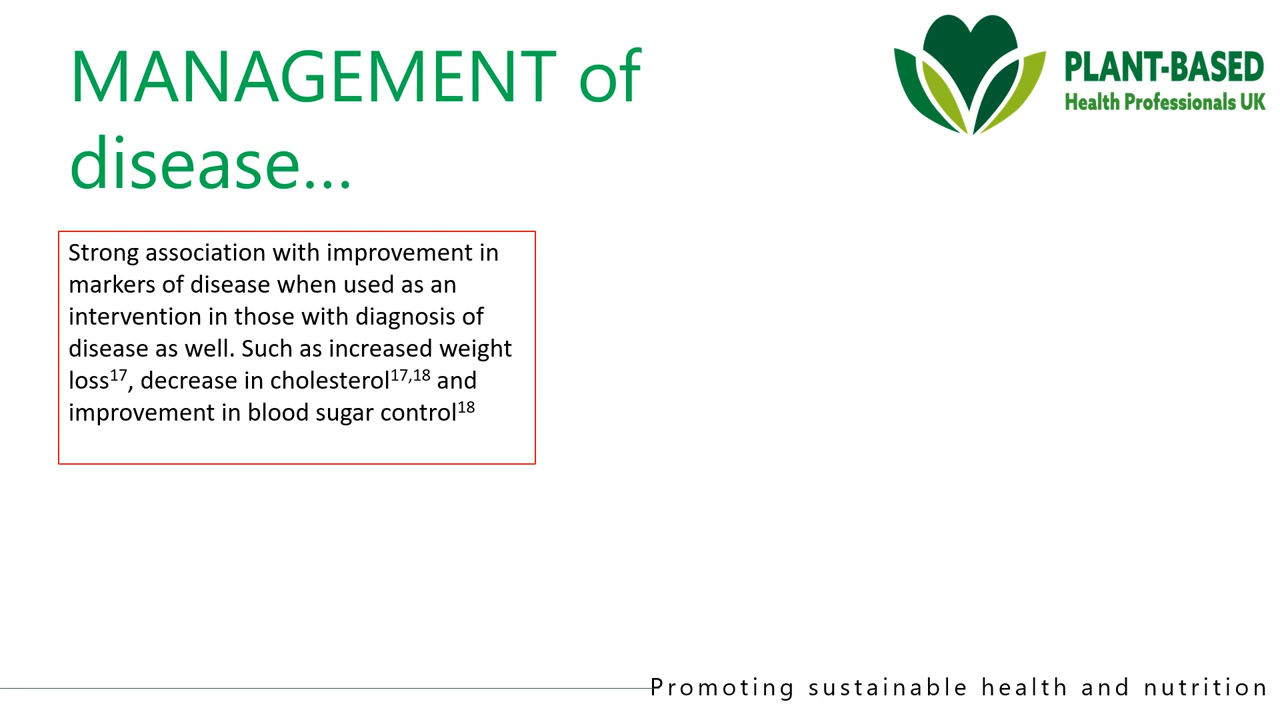 MANAGEMENT of
disease...
PLANT-BASED
Health Professionals UK
Strong association with improvement in
markers of disease when used as an
intervention in those with diagnosis of
disease as well. Such as increased weight
loss17, decrease in cholesterol17,18 and
improvement in blood sugar control18
Promoting sustainable health and nutrition